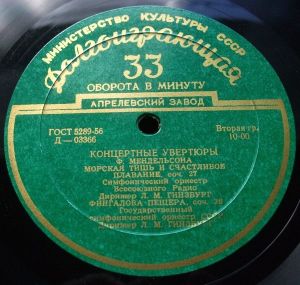 МИНИСТЕРСТВО КУЛЬТУРЫ СССР
Долгоиграющая
33
ОБОРОТА В МИНУТУ
АПРЕЛЕВСКИЙ ЗАВОД
ГОСТ 5289-56
Д—03366
Вторая гр.
10-00
КОНЦЕРТНЫЕ УВЕРТЮРЫ
Ф. МЕНДЕЛЬСОНА
МОРСКАЯ ТИШЬ И СЧАСТЛИВОЕ
ПЛАВАНИЕ, соч. 27
Симфонический оркестр
Всесоюзного Радио
Дирижер Л. М. ГИНЗБУРГ
ФИНГАЛОВА ПЕЩЕРА, соч. 26
Государственный
симфонический оркестр СССР
Дирижер Л. М. ГИНЗБУРГ